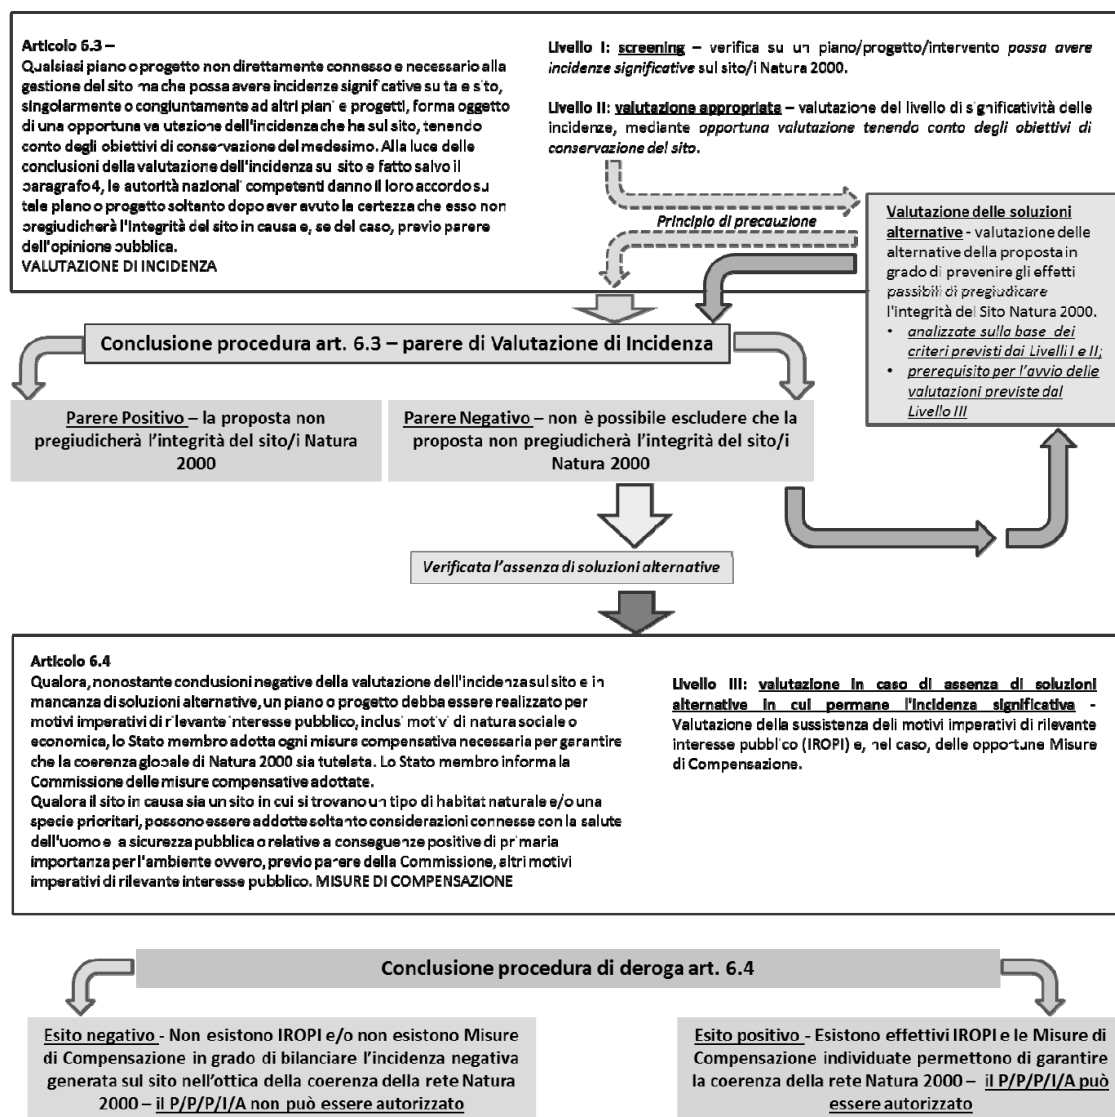 Articolo 6.3 –
Qualsiasi piano o progetto non direttamente connesso e necessario alla
gestione del sito ma che possa avere incidenze significative su tale sito,
singolarmente o congiuntamente ad altri piani e progetti, forma oggetto
di una opportuna valutazione dell'incidenza che ha sul sito, tenendo
conto degli obiettivi di conservazione del medesimo. Alla luce delle
conclusioni della valutazione dell'incidenza sul sito e fatto salvo il
paragrafo 4, le autorità nazionali competenti danno il loro accordo su
tale piano o progetto soltanto dopo aver avuto la certezza che esso non
pregiudicherà l'integrità del sito in causa e, se del caso, previo parere
dell'opinione pubblica.
VALUTAZIONE DI INCIDENZA
Livello I: screening – verifica su un piano/progetto/intervento possa avere
incidenze significative sul sito/i Natura 2000.
Livello II: valutazione appropriata – valutazione del livello di significatività delle
incidenze, mediante opportuna valutazione tenendo conto degli obiettivi di
conservazione del sito.
Principio di precauzione
Valutazione delle soluzioni
alternative - valutazione delle
alternative della proposta in
grado di prevenire gli effetti
passibili di pregiudicare
l'integrità del Sito Natura 2000.
• analizzate sulla base dei
criteri previsti dai Livelli I e II;
• prerequisito per l'avvio delle
valutazioni previste dal
Livello III
Conclusione procedura art. 6.3 – parere di Valutazione di Incidenza
Parere Positivo – la proposta non
pregiudicherà l'integrità del sito/i Natura
2000
Parere Negativo – non è possibile escludere che la
proposta non pregiudicherà l'integrità del sito/i
Natura 2000
Verificata l'assenza di soluzioni alternative
Articolo 6.4
Qualora, nonostante conclusioni negative della valutazione dell'incidenza sul sito e in
mancanza di soluzioni alternative, un piano o progetto debba essere realizzato per
motivi imperativi di rilevante interesse pubblico, inclusi motivi di natura sociale o
economica, lo Stato membro adotta ogni misura compensativa necessaria per garantire
che la coerenza globale di Natura 2000 sia tutelata. Lo Stato membro informa la
Commissione delle misure compensative adottate.
Qualora il sito in causa sia un sito in cui si trovano un tipo di habitat naturale e/o una
specie prioritari, possono essere addotte soltanto considerazioni connesse con la salute
dell'uomo e la sicurezza pubblica o relative a conseguenze positive di primaria
importanza per l'ambiente ovvero, previo parere della Commissione, altri motivi
imperativi di rilevante interesse pubblico. MISURE DI COMPENSAZIONE
Livello III: valutazione in caso di assenza di soluzioni
alternative in cui permane l'incidenza significativa -
Valutazione della sussistenza deli motivi imperativi di rilevante
interesse pubblico (IROPI) e, nel caso, delle opportune Misure
di Compensazione.
Conclusione procedura di deroga art. 6.4
Esito negativo - Non esistono IROPI e/o non esistono Misure
di Compensazione in grado di bilanciare l'incidenza negativa
generata sul sito nell'ottica della coerenza della rete Natura
2000 – il P/P/P/I/A non può essere autorizzato
Esito positivo - Esistono effettivi IROPI e le Misure di
Compensazione individuate permettono di garantire
la coerenza della rete Natura 2000 – il P/P/P/I/A può
essere autorizzato